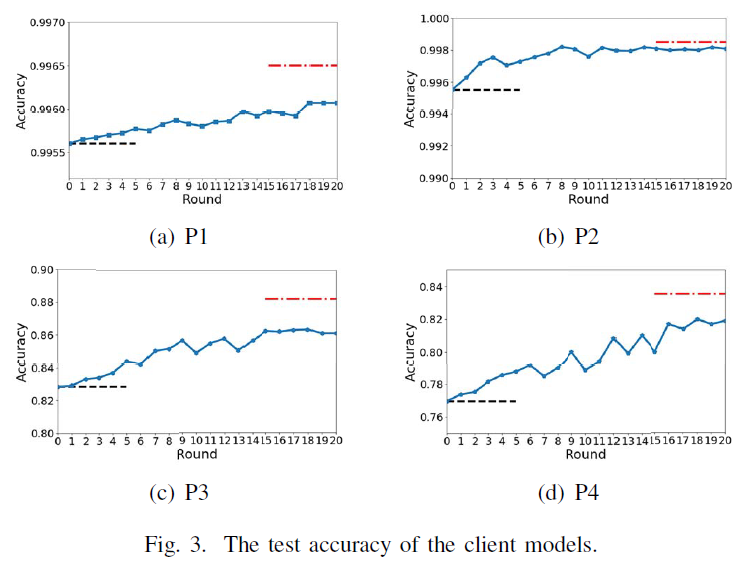 0.9970
0.9965
0.9960
0.9955
Accuracy
0 1 2 3 4 5 6 7 8 9 10 11 12 13 14 15 16 17 18 19 20
Round
(a) P1
1.000
0.998
0.996
0.994
0.992
0.990
Accuracy
0 1 2 3 4 5 6 7 8 9 10 11 12 13 14 15 16 17 18 19 20
Round
(b) P2
0.90
0.88
0.86
0.84
0.82
0.80
Accuracy
0 1 2 3 4 5 6 7 8 9 10 11 12 13 14 15 16 17 18 19 20
Round
(c) P3
0.84
0.82
0.80
0.78
0.76
Accuracy
0 1 2 3 4 5 6 7 8 9 10 11 12 13 14 15 16 17 18 19 20
Round
(d) P4
Fig. 3. The test accuracy of the client models.